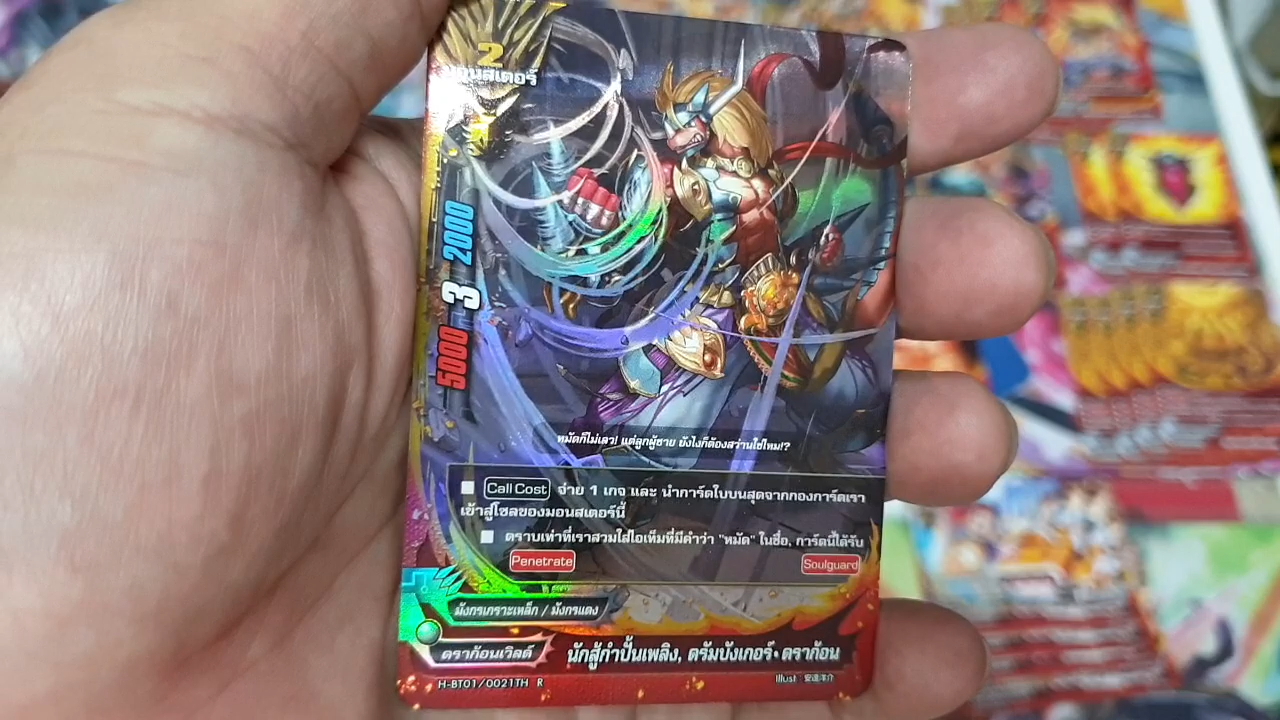 2
มอนสเตอร์
5000 3 2000
หมัดก็ไม่เลว! แต่ลูกผู้ชาย ยังไงก็ต้องสว่านใช่ไหม!?
■ Call Cost จ่าย 1 เกจ และ นำการ์ดใบบนสุดจากกองการ์ดเรา
เข้าสู่โซลของมอนสเตอร์นี้
■ ตราบเท่าที่เราสวมใส่ไอเท็มที่มีคำว่า "หมัด" ในชื่อ, การ์ดนี้ได้รับ
Penetrate Soulguard
มังกรเกราะเหล็ก / มังกรแดง
ดราก้อนเวิลด์
นักสู้กำปั้นเพลิง, ดรัมบังเกอร์・ดราก้อน
H-BT01/0021TH R
Illust 安達洋介